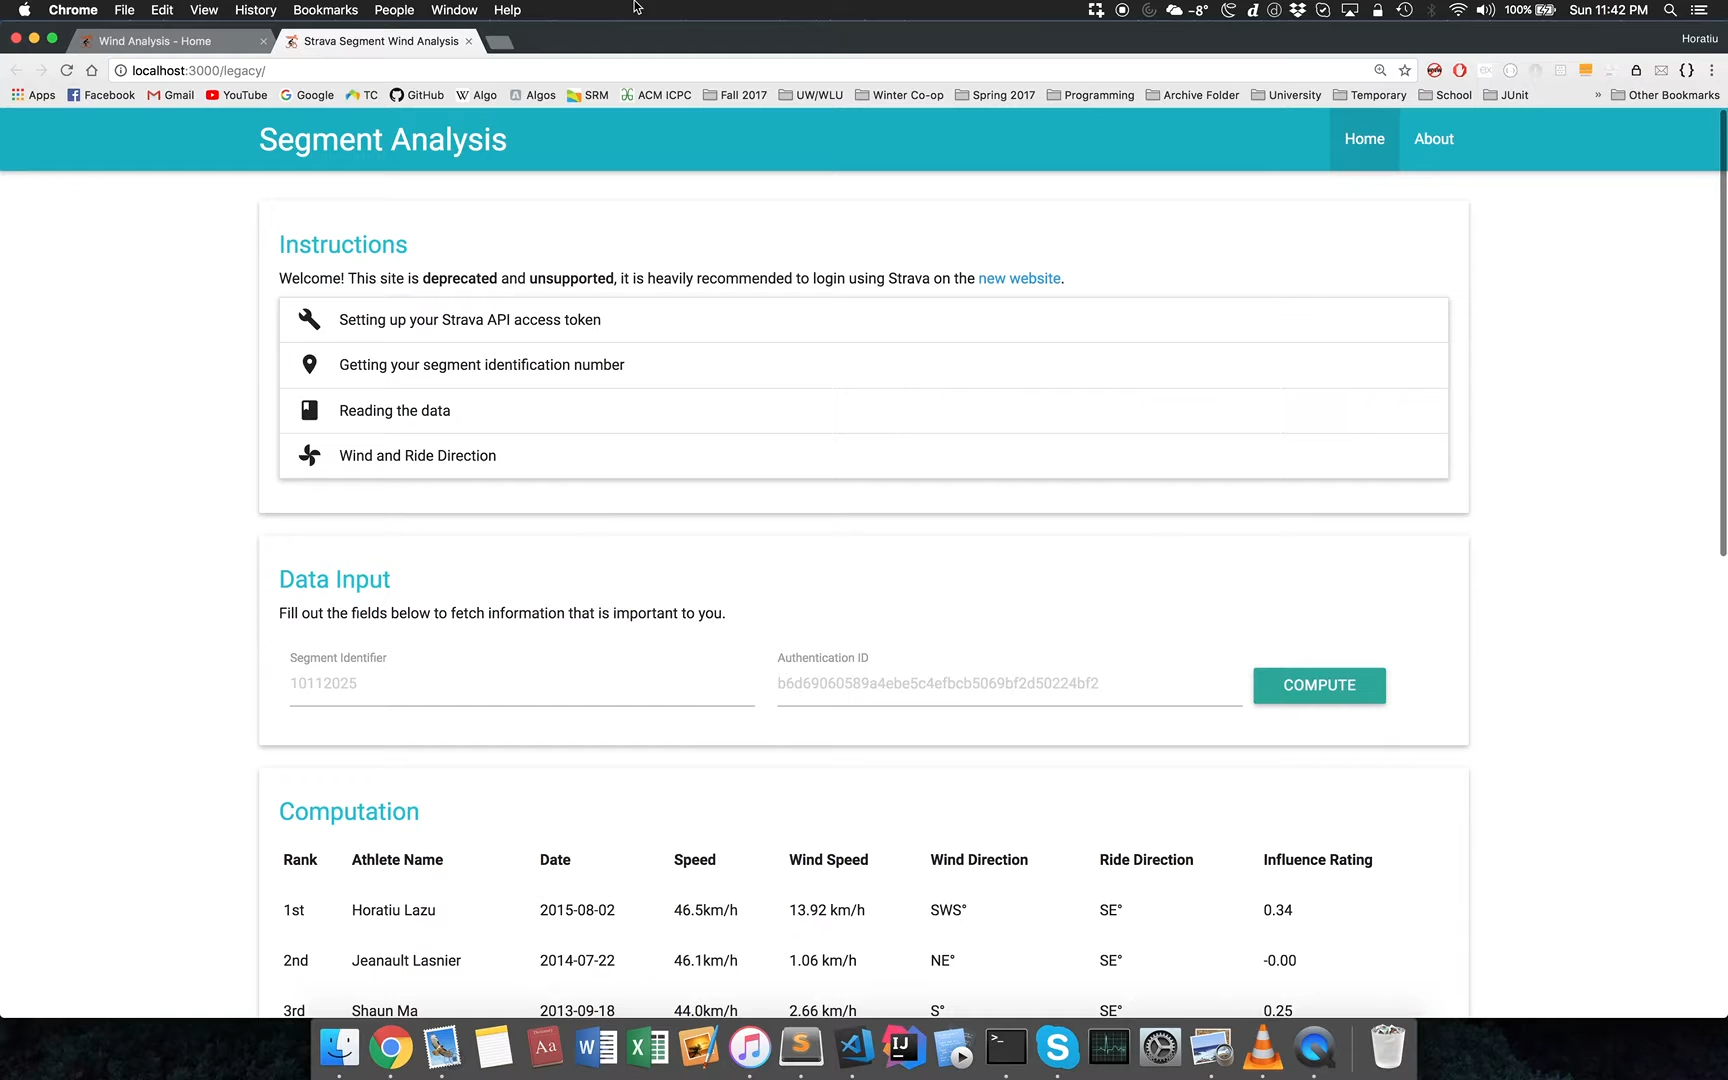 Chrome File Edit View History Bookmarks People Window Help -8° 100% Sun 11:42 PM
Wind Analysis - Home Strava Segment Wind Analysis Horatiu
localhost:3000/legacy/
Apps Facebook Gmail YouTube Google TC GitHub Algo Algos SRM ACM ICPC Fall 2017 UW/WLU Winter Co-op Spring 2017 Programming Archive Folder University Temporary School JUnit » Other Bookmarks
Segment Analysis Home About
Instructions
Welcome! This site is deprecated and unsupported, it is heavily recommended to login using Strava on the new website.
Setting up your Strava API access token
Getting your segment identification number
Reading the data
Wind and Ride Direction
Data Input
Fill out the fields below to fetch information that is important to you.
Segment Identifier Authentication ID
10112025 b6d69060589a4ebe5c4efbcb5069bf2d50224bf2 COMPUTE
Computation
Rank Athlete Name Date Speed Wind Speed Wind Direction Ride Direction Influence Rating
1st Horatiu Lazu 2015-08-02 46.5km/h 13.92 km/h SWS° SE° 0.34
2nd Jeanault Lasnier 2014-07-22 46.1km/h 1.06 km/h NE° SE° -0.00
3rd Shaun Ma 2013-09-18 44.0km/h 2.66 km/h S° SE° 0.25